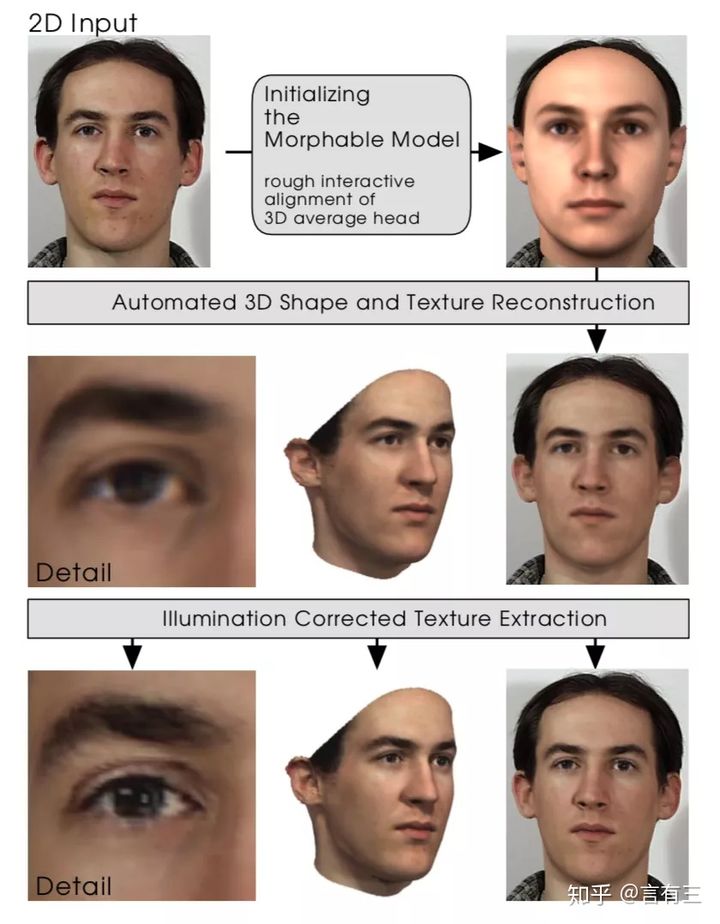 2D Input
Initializing
the
Morphable Model
rough interactive
alignment of
3D average head
Automated 3D Shape and Texture Reconstruction
Detail
Illumination Corrected Texture Extraction
Detail
知乎 @言有三